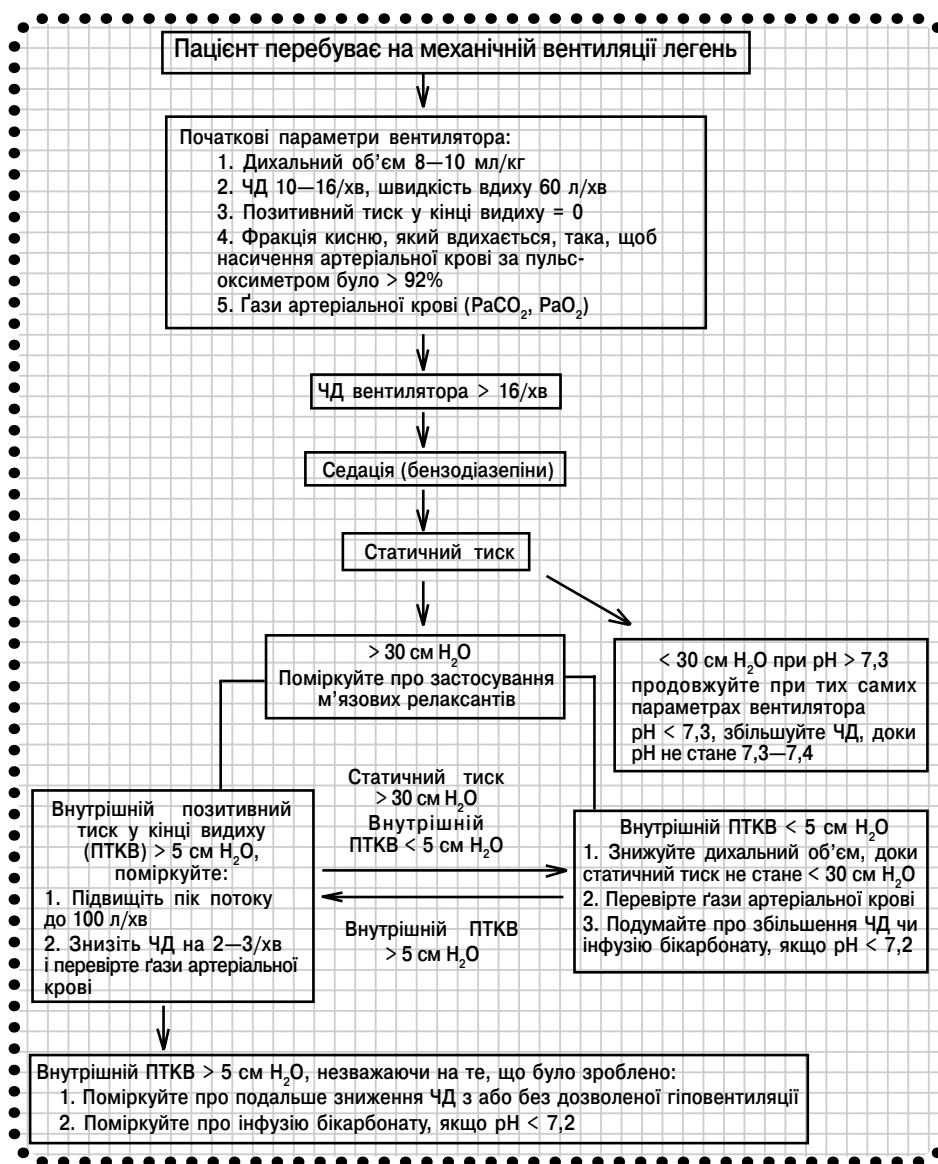 Пацієнт перебуває на механічній вентиляції легень
Початкові параметри вентилятора:
1. Дихальний об’єм 8—10 мл/кг
2. ЧД 10—16/хв, швидкість вдиху 60 л/хв
3. Позитивний тиск у кінці видиху = 0
4. Фракція кисню, який вдихається, така, щоб
насичення артеріальної крові за пульс-
оксиметром було > 92%
5. Ґази артеріальної крові (PaCO₂, PaO₂)
ЧД вентилятора > 16/хв
Седація (бензодіазепіни)
Статичний тиск
> 30 см H₂O
Поміркуйте про застосування
м’язових релаксантів
< 30 см H₂O при pH > 7,3
продовжуйте при тих самих
параметрах вентилятора
pH < 7,3, збільшуйте ЧД, доки
pH не стане 7,3—7,4
Внутрішній позитивний
тиск у кінці видиху
(ПТКВ) > 5 см H₂O,
поміркуйте:
1. Підвищіть пік потоку
до 100 л/хв
2. Знизіть ЧД на 2—3/хв
і перевірте ґази артеріальної
крові
Статичний тиск
> 30 см H₂O
Внутрішній
ПТКВ < 5 см H₂O
Внутрішній ПТКВ
> 5 см H₂O
Внутрішній ПТКВ < 5 см H₂O
1. Знижуйте дихальний об’єм, доки
статичний тиск не стане < 30 см H₂O
2. Перевірте ґази артеріальної крові
3. Подумайте про збільшення ЧД чи
інфузію бікарбонату, якщо pH < 7,2
Внутрішній ПТКВ > 5 см H₂O, незважаючи на те, що було зроблено:
1. Поміркуйте про подальше зниження ЧД з або без дозволеної гіповентиляції
2. Поміркуйте про інфузію бікарбонату, якщо pH < 7,2